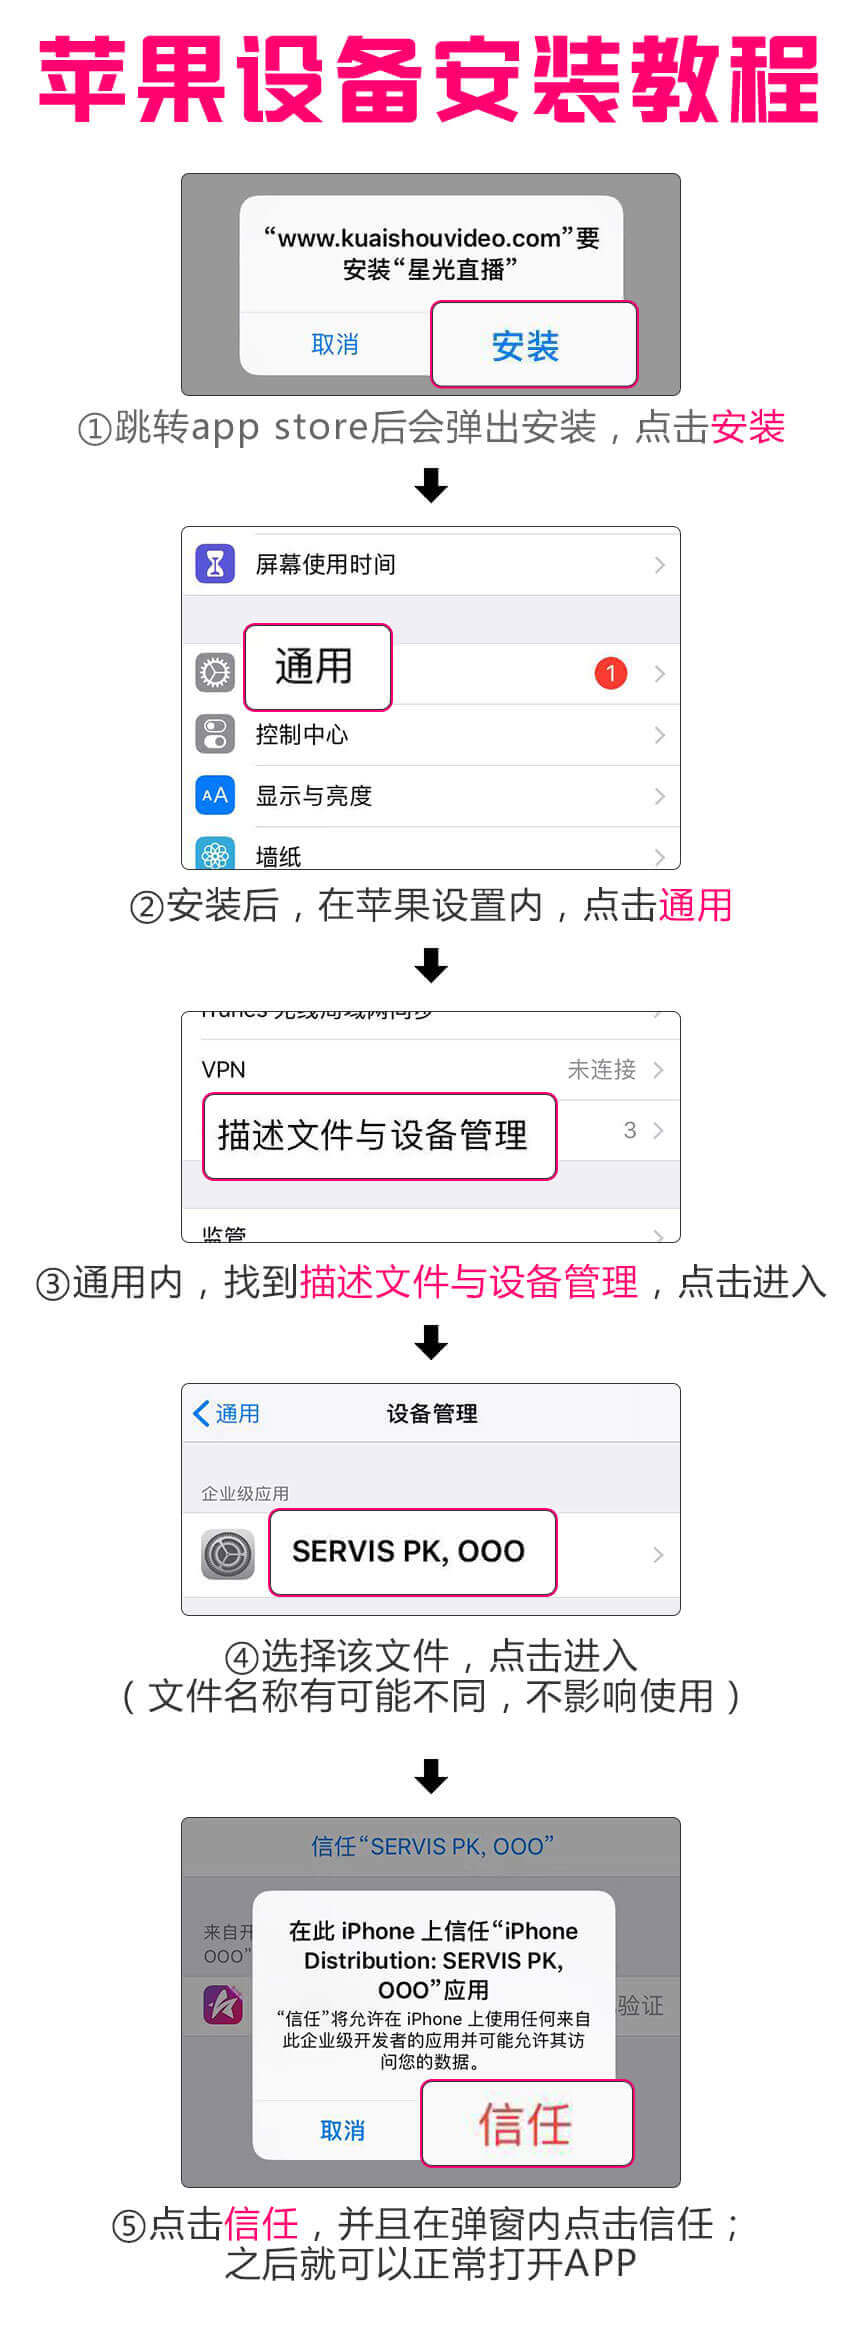 苹果设备安装教程
“www.kuaishouvideo.com”要
安装“星光直播”
取消
安装
①跳转app store后会弹出安装，点击安装
屏幕使用时间
通用
1
控制中心
AA
显示与亮度
墙纸
②安装后，在苹果设置内，点击通用
iTunes 无线局域网同步
VPN
未连接
描述文件与设备管理
3
监管
③通用内，找到描述文件与设备管理，点击进入
通用
设备管理
企业级应用
SERVIS PK, OOO
④选择该文件，点击进入
（文件名称有可能不同，不影响使用）
信任“SERVIS PK, OOO”
来自开
OOO”
在此 iPhone 上信任“iPhone
Distribution: SERVIS PK,
OOO”应用
“信任”将允许在 iPhone 上使用任何来自
此企业级开发者的应用并可能允许其访
问您的数据。
验证
取消
信任
⑤点击信任，并且在弹窗内点击信任；
之后就可以正常打开APP